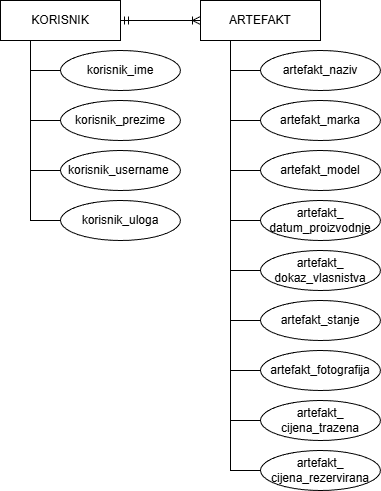 KORISNIK
korisnik_ime
korisnik_prezime
korisnik_username
korisnik_uloga
ARTEFAKT
artefakt_naziv
artefakt_marka
artefakt_model
artefakt_
datum_proizvodnje
artefakt_
dokaz_vlasnistva
artefakt_stanje
artefakt_fotografija
artefakt_
cijena_trazena
artefakt_
cijena_rezervirana